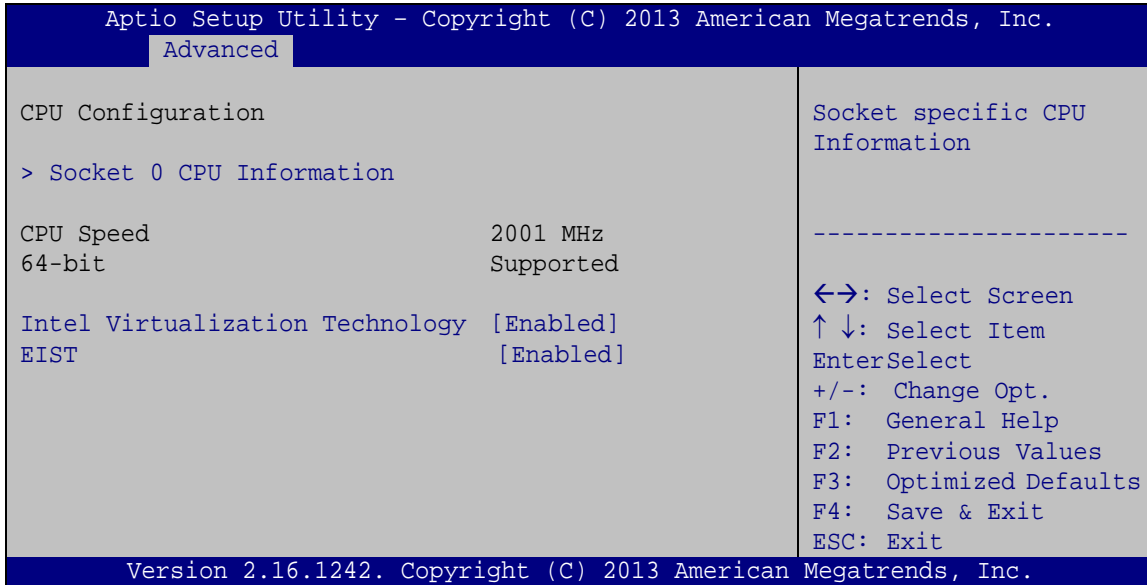 Aptio Setup Utility – Copyright (C) 2013 American Megatrends, Inc.
Advanced
CPU Configuration
> Socket 0 CPU Information
CPU Speed 2001 MHz
64-bit Supported
Intel Virtualization Technology [Enabled]
EIST [Enabled]
Socket specific CPU
Information
----------------------
←→: Select Screen
↑ ↓: Select Item
EnterSelect
+/-: Change Opt.
F1: General Help
F2: Previous Values
F3: Optimized Defaults
F4: Save & Exit
ESC: Exit
Version 2.16.1242. Copyright (C) 2013 American Megatrends, Inc.